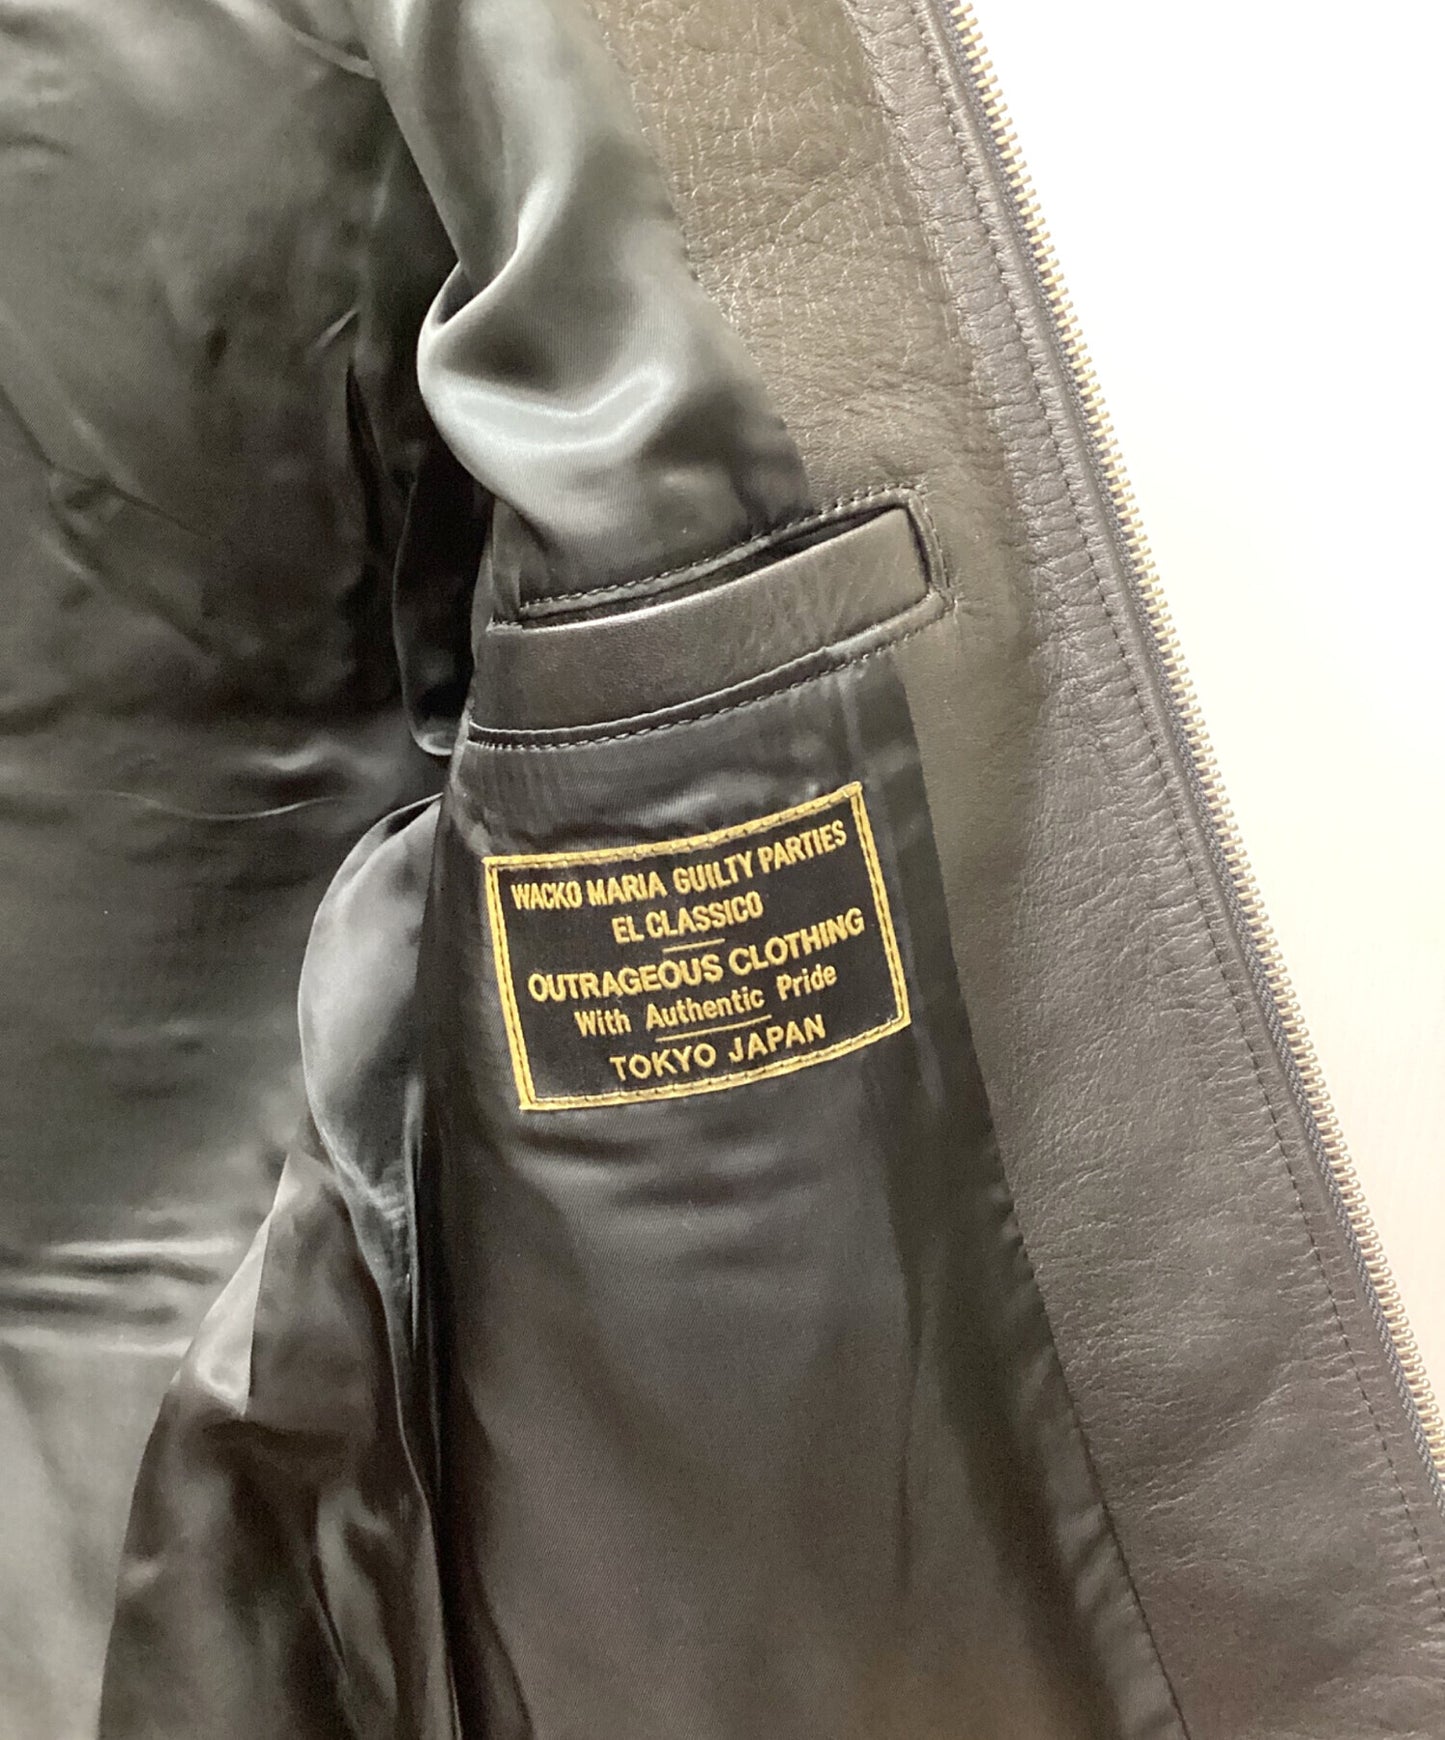 WACKO MARIA GUILTY PARTIES
EL CLASSICO
OUTRAGEOUS CLOTHING
With Authentic Pride
TOKYO JAPAN